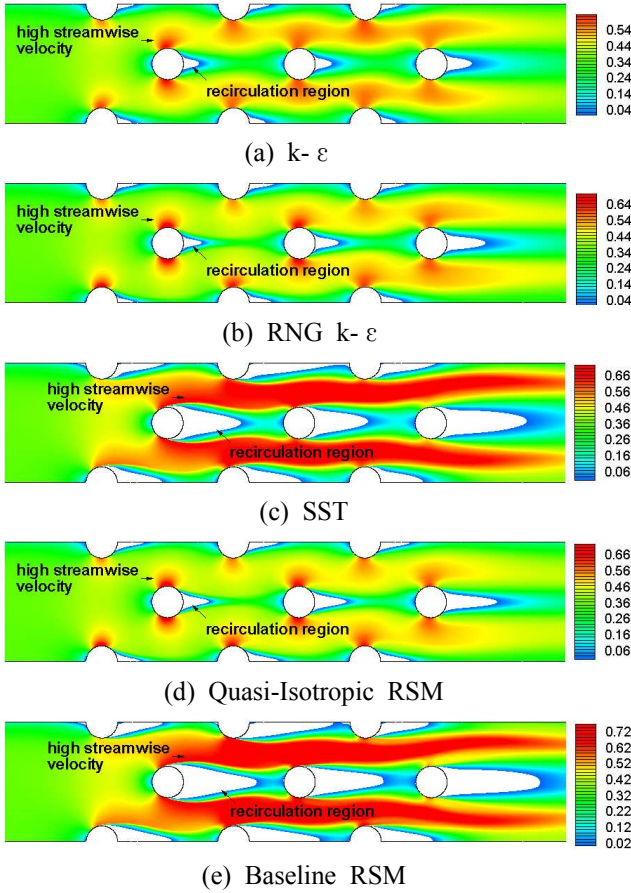 high streamwise
velocity
recirculation region
0.54
0.44
0.34
0.24
0.14
0.04
(a) k- ε
high streamwise
velocity
recirculation region
0.64
0.54
0.44
0.34
0.24
0.14
0.04
(b) RNG k- ε
high streamwise
velocity
recirculation region
0.66
0.56
0.46
0.36
0.26
0.16
0.06
(c) SST
high streamwise
velocity
recirculation region
0.66
0.56
0.46
0.36
0.26
0.16
0.06
(d) Quasi-Isotropic RSM
high streamwise
velocity
recirculation region
0.72
0.62
0.52
0.42
0.32
0.22
0.12
0.02
(e) Baseline RSM